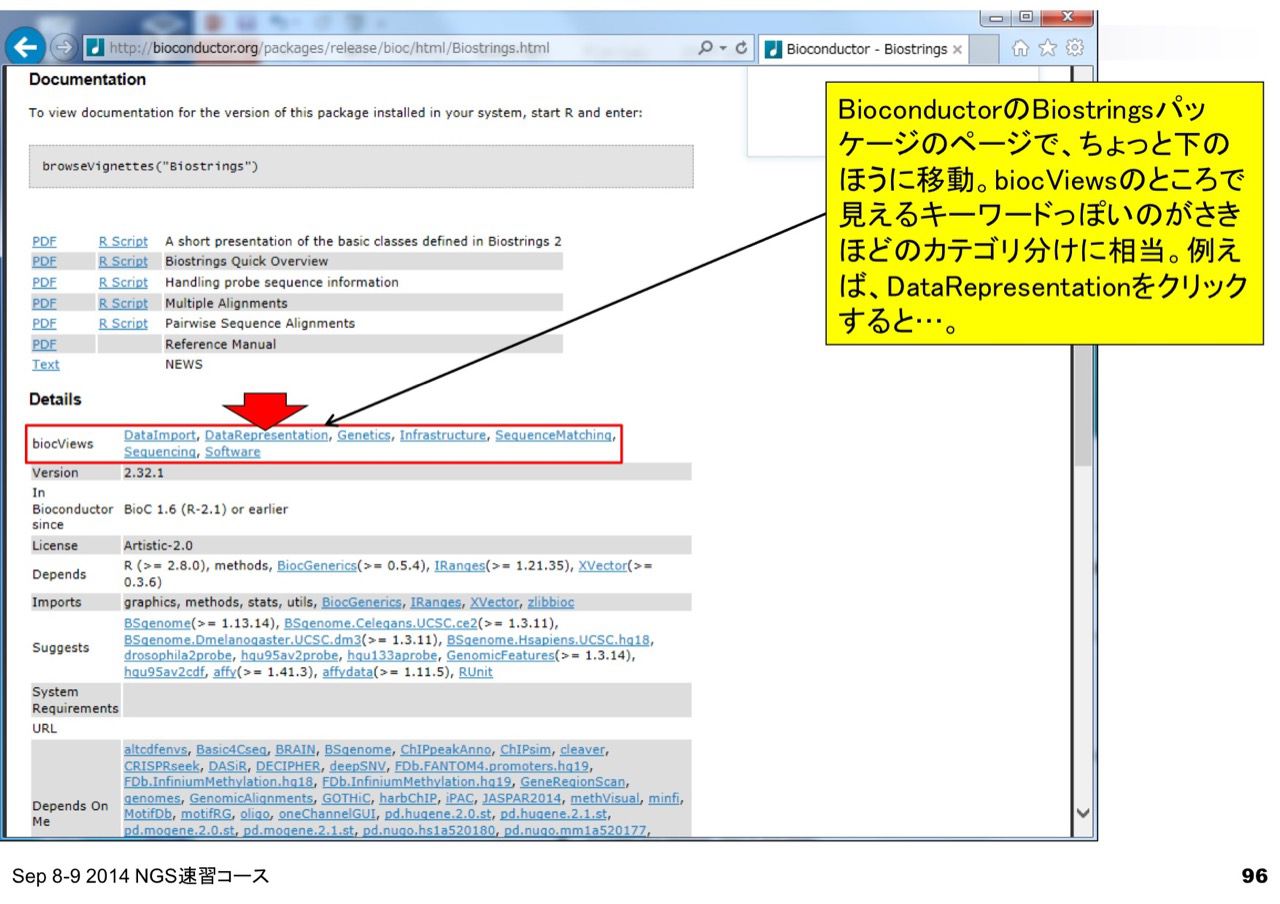 http://bioconductor.org/packages/release/bioc/html/Biostrings.html
Bioconductor - Biostrings
Documentation
To view documentation for the version of this package installed in your system, start R and enter:
browseVignettes("Biostrings")
PDF R Script A short presentation of the basic classes defined in Biostrings 2
PDF R Script Biostrings Quick Overview
PDF R Script Handling probe sequence information
PDF R Script Multiple Alignments
PDF R Script Pairwise Sequence Alignments
PDF Reference Manual
Text NEWS
BioconductorのBiostringsパッ
ケージのページで、ちょっと下の
ほうに移動。biocViewsのところで
見えるキーワードっぽいのがさき
ほどのカテゴリ分けに相当。例え
ば、DataRepresentationをクリック
すると…。
Details
biocViews DataImport, DataRepresentation, Genetics, Infrastructure, SequenceMatching,
Sequencing, Software
Version 2.32.1
In
Bioconductor BioC 1.6 (R-2.1) or earlier
since
License Artistic-2.0
Depends R (>= 2.8.0), methods, BiocGenerics(>= 0.5.4), IRanges(>= 1.21.35), XVector(>=
0.3.6)
Imports graphics, methods, stats, utils, BiocGenerics, IRanges, XVector, zlibbioc
Suggests BSgenome(>= 1.13.14), BSgenome.Celegans.UCSC.ce2(>= 1.3.11),
BSgenome.Dmelanogaster.UCSC.dm3(>= 1.3.11), BSgenome.Hsapiens.UCSC.hg18,
drosophila2probe, hgu95av2probe, hgu133aprobe, GenomicFeatures(>= 1.3.14),
hgu95av2cdf, affy(>= 1.41.3), affydata(>= 1.11.5), RUnit
System
Requirements
URL
Depends On
Me
altcdfenvs, Basic4Cseq, BRAIN, BSgenome, ChIPpeakAnno, ChIPsim, cleaver,
CRISPRseek, DASiR, DECIPHER, deepSNV, FDb.FANTOM4.promoters.hg19,
FDb.InfiniumMethylation.hg18, FDb.InfiniumMethylation.hg19, GeneRegionScan,
genomes, GenomicAlignments, GOTHiC, harbChIP, iPAC, JASPAR2014, methVisual, minfi,
MotifDb, motifRG, oligo, oneChannelGUI, pd.hugene.2.0.st, pd.hugene.2.1.st,
pd.mogene.2.0.st, pd.mogene.2.1.st, pd.nugo.hs1a520180, pd.nugo.mm1a520177,
Sep 8-9 2014 NGS速習コース
96